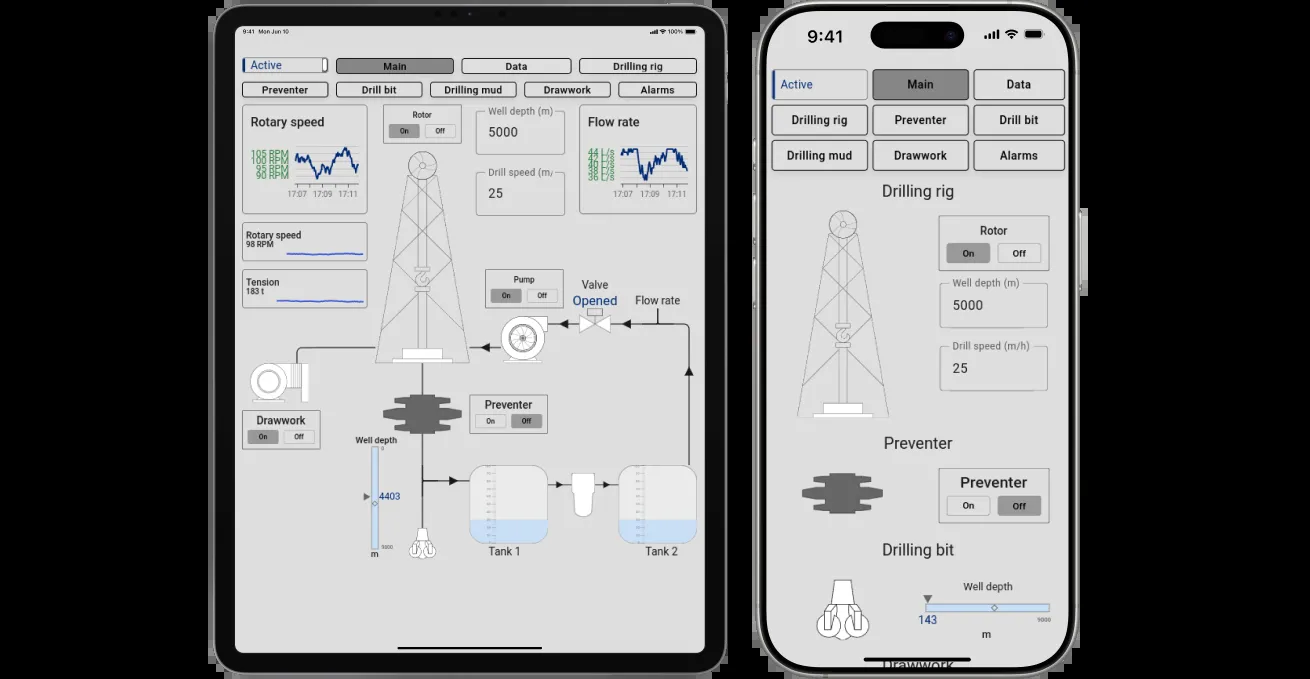 9:41 Mon Jun 10
100%
Active
Main
Data
Drilling rig
Preventer
Drill bit
Drilling mud
Drawwork
Alarms
Rotary speed
105 RPM
100 RPM
95 RPM
90 RPM
17:07 17:09 17:11
Rotor
On Off
Well depth (m)
5000
Drill speed (m/
25
Flow rate
44 L/s
42 L/s
40 L/s
38 L/s
36 L/s
17:07 17:09 17:11
Rotary speed
98 RPM
Tension
183 t
Pump
On Off
Valve
Opened
Flow rate
Drawwork
On Off
Preventer
On Off
Well depth
0
4403
9000
m
Tank 1
Tank 2
9:41
Active
Main
Data
Drilling rig
Preventer
Drill bit
Drilling mud
Drawwork
Alarms
Drilling rig
Rotor
On Off
Well depth (m)
5000
Drill speed (m/h)
25
Preventer
Preventer
On Off
Drilling bit
Well depth
143
9000
m
Drawwork